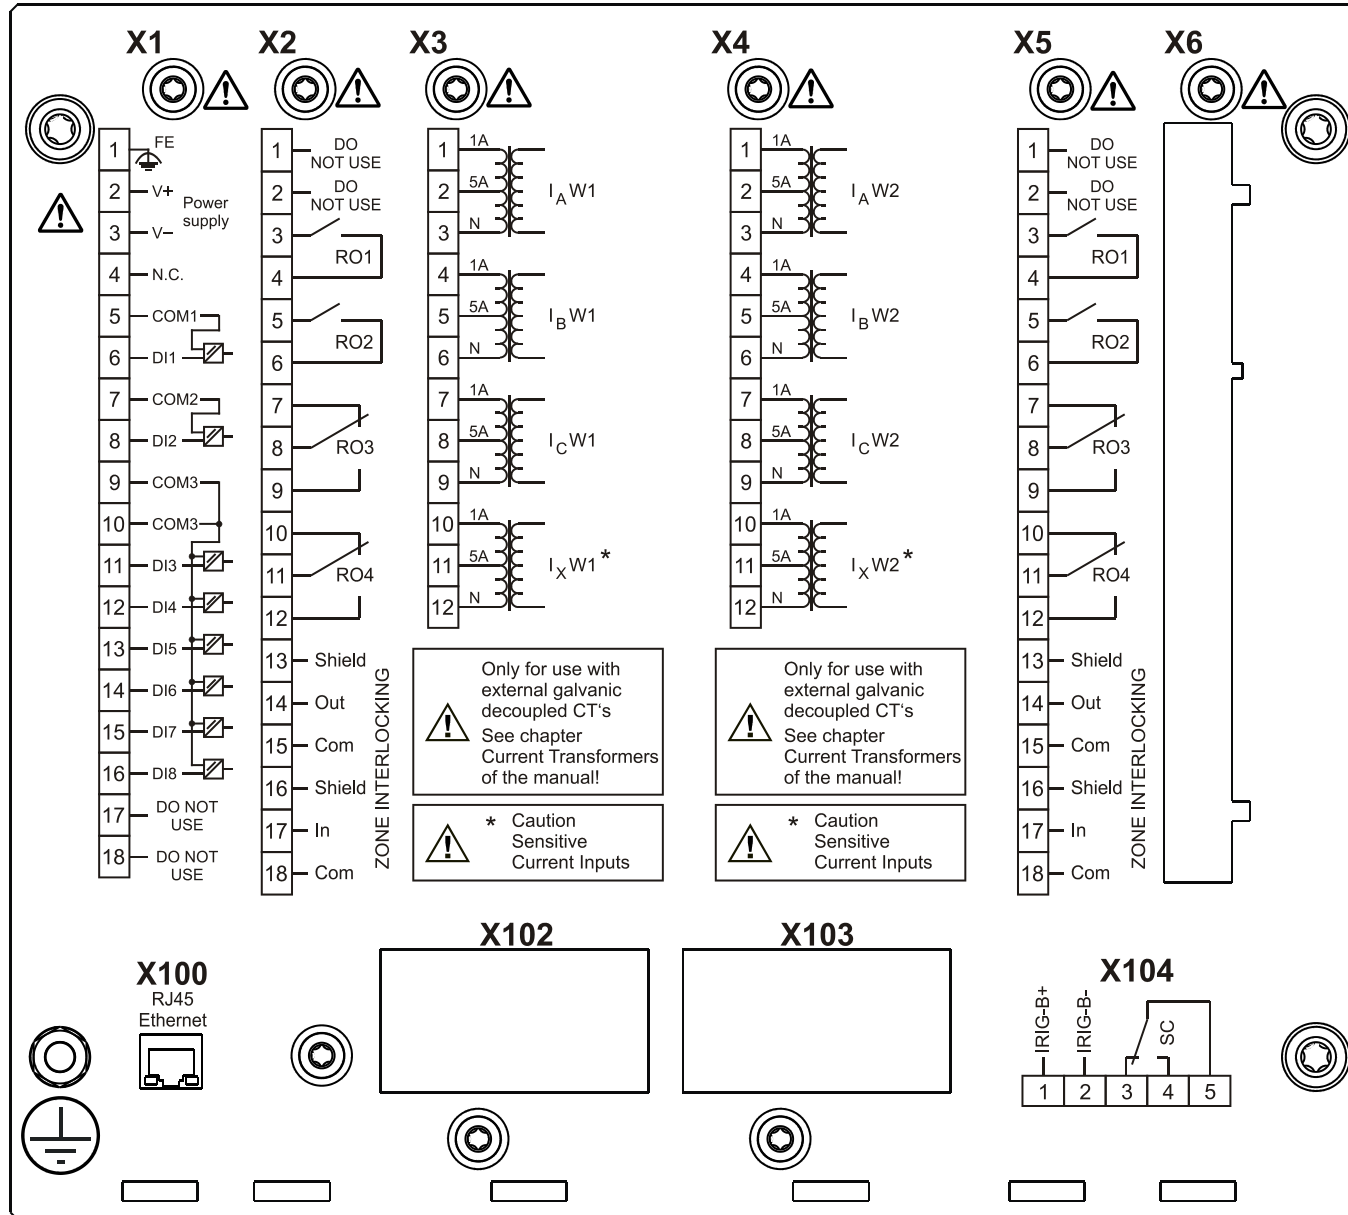 X1
X2
X3
X4
X5
X6
1
FE
2
V+
Power
supply
3
V–
4
N.C.
5
COM1
6
DI1
7
COM2
8
DI2
9
COM3
10
COM3
11
DI3
12
DI4
13
DI5
14
DI6
15
DI7
16
DI8
17
DO NOT
USE
18
DO NOT
USE
1
DO
NOT USE
2
DO
NOT USE
3
RO1
4
5
RO2
6
7
8
RO3
9
10
11
RO4
12
13
Shield
14
Out
15
Com
16
Shield
17
In
18
Com
ZONE INTERLOCKING
1
1A
2
5A
IAW1
3
N
4
1A
5
5A
IBW1
6
N
7
1A
8
5A
ICW1
9
N
10
1A
11
5A
IXW1*
12
N
Only for use with
external galvanic
decoupled CT‘s
See chapter
Current Transformers
of the manual!
* Caution
Sensitive
Current Inputs
1
1A
2
5A
IAW2
3
N
4
1A
5
5A
IBW2
6
N
7
1A
8
5A
ICW2
9
N
10
1A
11
5A
IXW2*
12
N
Only for use with
external galvanic
decoupled CT‘s
See chapter
Current Transformers
of the manual!
* Caution
Sensitive
Current Inputs
1
DO
NOT USE
2
DO
NOT USE
3
RO1
4
5
RO2
6
7
8
RO3
9
10
11
RO4
12
13
Shield
14
Out
15
Com
16
Shield
17
In
18
Com
ZONE INTERLOCKING
X100
RJ45
Ethernet
X102
X103
X104
IRIG-B+
IRIG-B-
SC
1 2 3 4 5